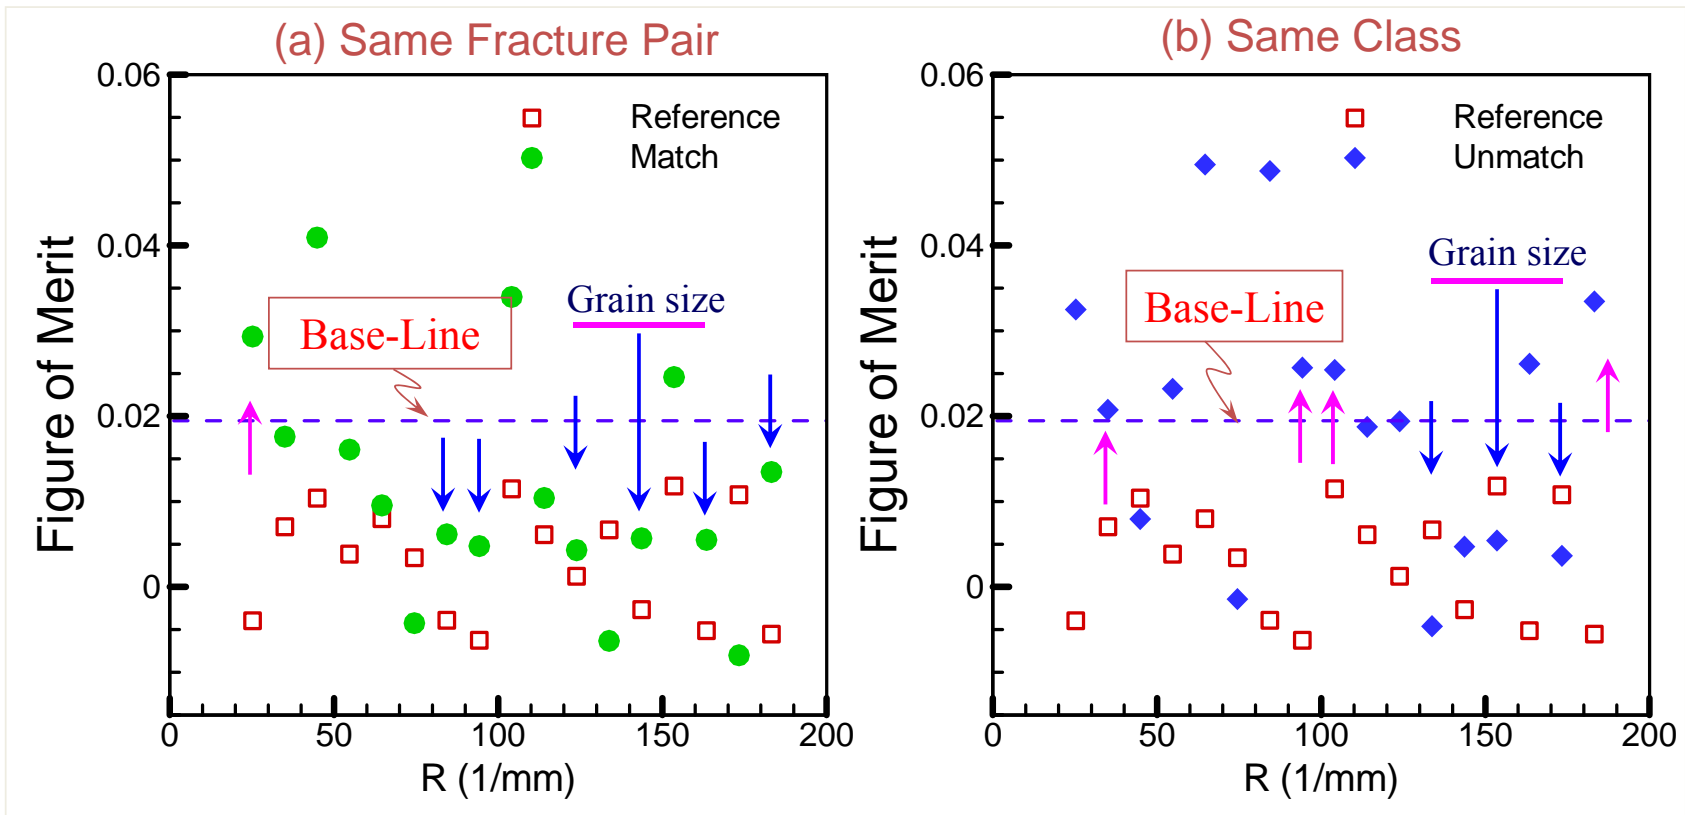 (a) Same Fracture Pair
0.06
0.04
0.02
0
Figure of Merit
Reference
Match
Grain size
Base-Line
0
50
100
150
200
R (1/mm)
(b) Same Class
0.06
0.04
0.02
0
Figure of Merit
Reference
Unmatch
Grain size
Base-Line
0
50
100
150
200
R (1/mm)